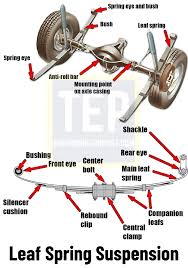 Spring eye and bush
Bush
Leaf spring
Spring eye
Anti-roll bar
Mounting point
on axle casing
TEP
Shackle
Rear eye
Bushing
Front eye
Center
bolt
Main leaf
spring
Silencer
cushion
Rebound
clip
Central
clamp
Companion
leafs
Leaf Spring Suspension